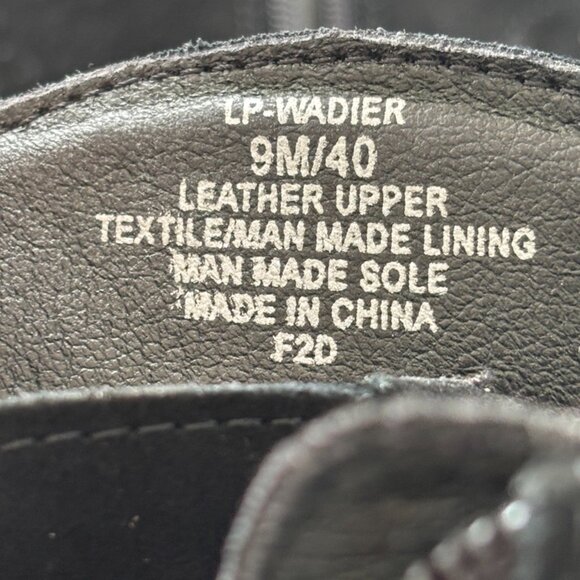 LP-WADIER
9M/40
LEATHER UPPER
TEXTILE/MAN MADE LINING
MAN MADE SOLE
MADE IN CHINA
F2D